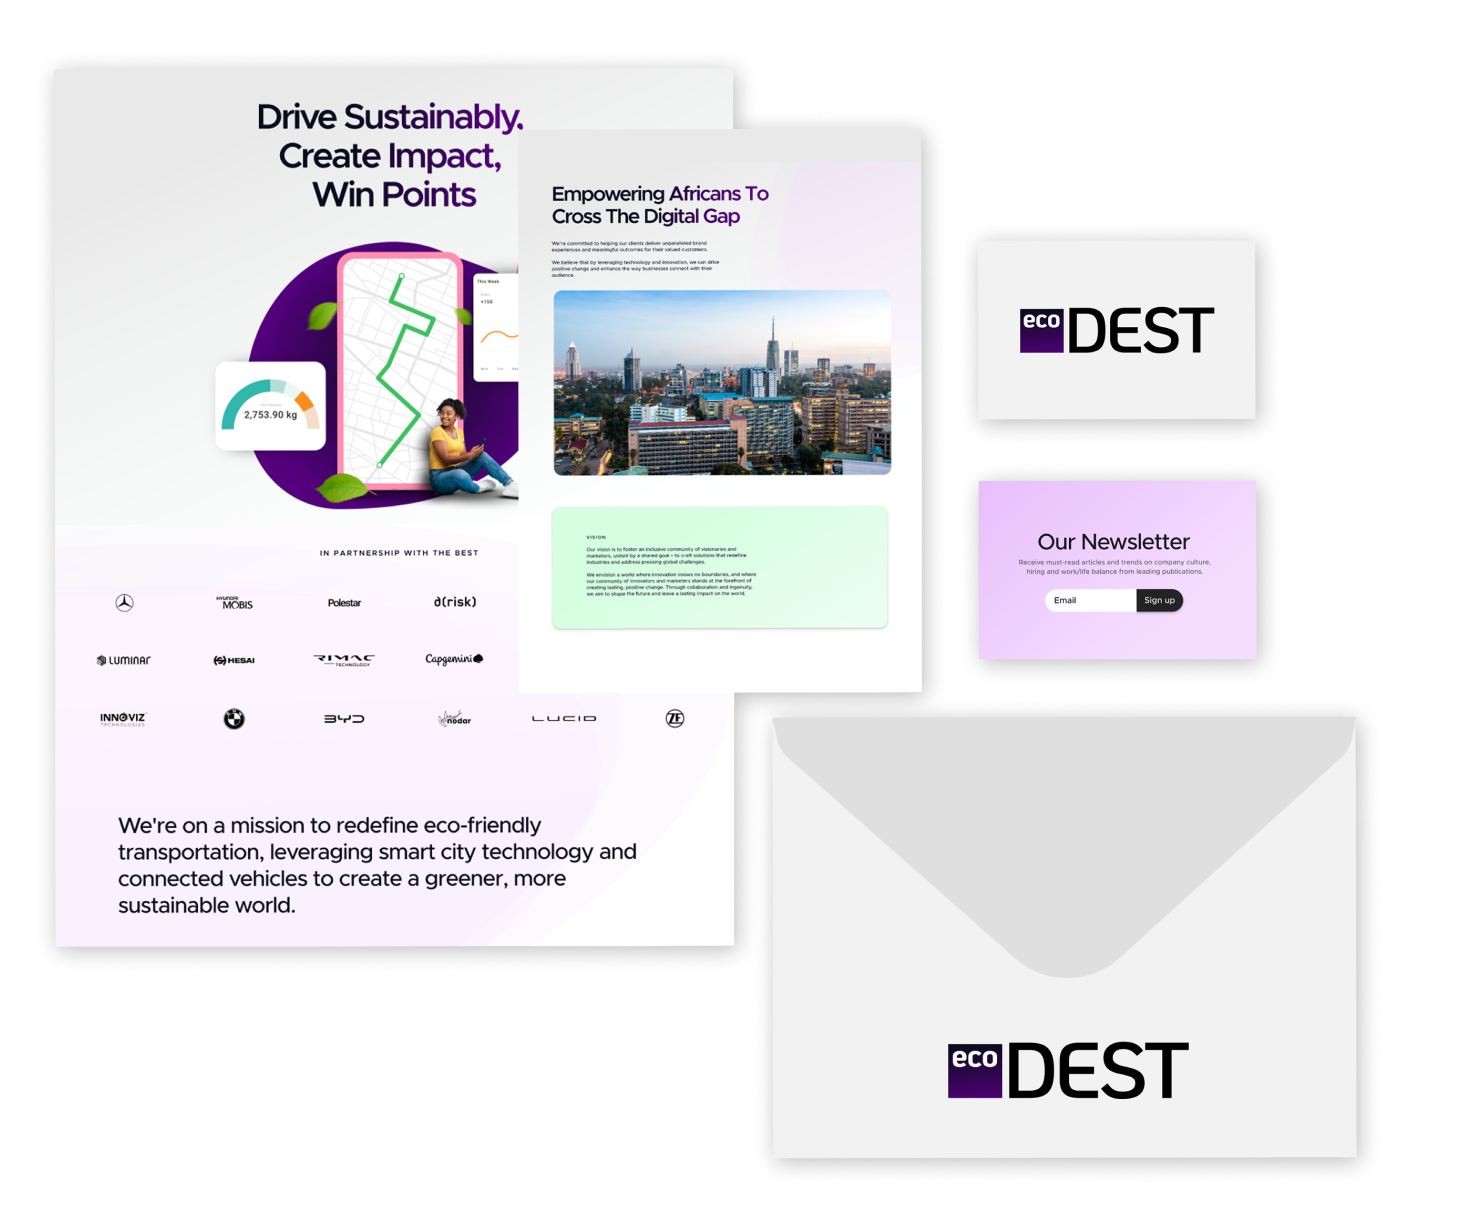 Drive Sustainably,
Create Impact,
Win Points
This Week
+150
2,753.90 kg
IN PARTNERSHIP WITH THE BEST
HYUNDAI
MOBIS
Polestar
∂(risk)
LUMINAR
HESAI
RIMAC
TECHNOLOGY
Capgemini
INNOVIZ
TECHNOLOGIES
BMW
BYD
nodar
LUCID
ZF
We're on a mission to redefine eco-friendly
transportation, leveraging smart city technology and
connected vehicles to create a greener, more
sustainable world.
Empowering Africans To
Cross The Digital Gap
We're committed to helping our clients deliver unparalleled brand
experiences and meaningful outcomes for their valued customers.
We believe that by leveraging technology and innovation, we can drive
positive change and enhance the way businesses connect with their
audience.
VISION
Our vision is to foster an inclusive community of visionaries and
marketers, united by a shared goal – to craft solutions that redefine
industries and address pressing global challenges.
We envision a world where innovation knows no boundaries, and where
our community of innovators and marketers stands at the forefront of
creating lasting, positive change. Through collaboration and ingenuity,
we aim to shape the future and leave a lasting impact on the world.
eco DEST
Our Newsletter
Receive must-read articles and trends on company culture,
hiring and work/life balance from leading publications.
Email Sign up
eco DEST